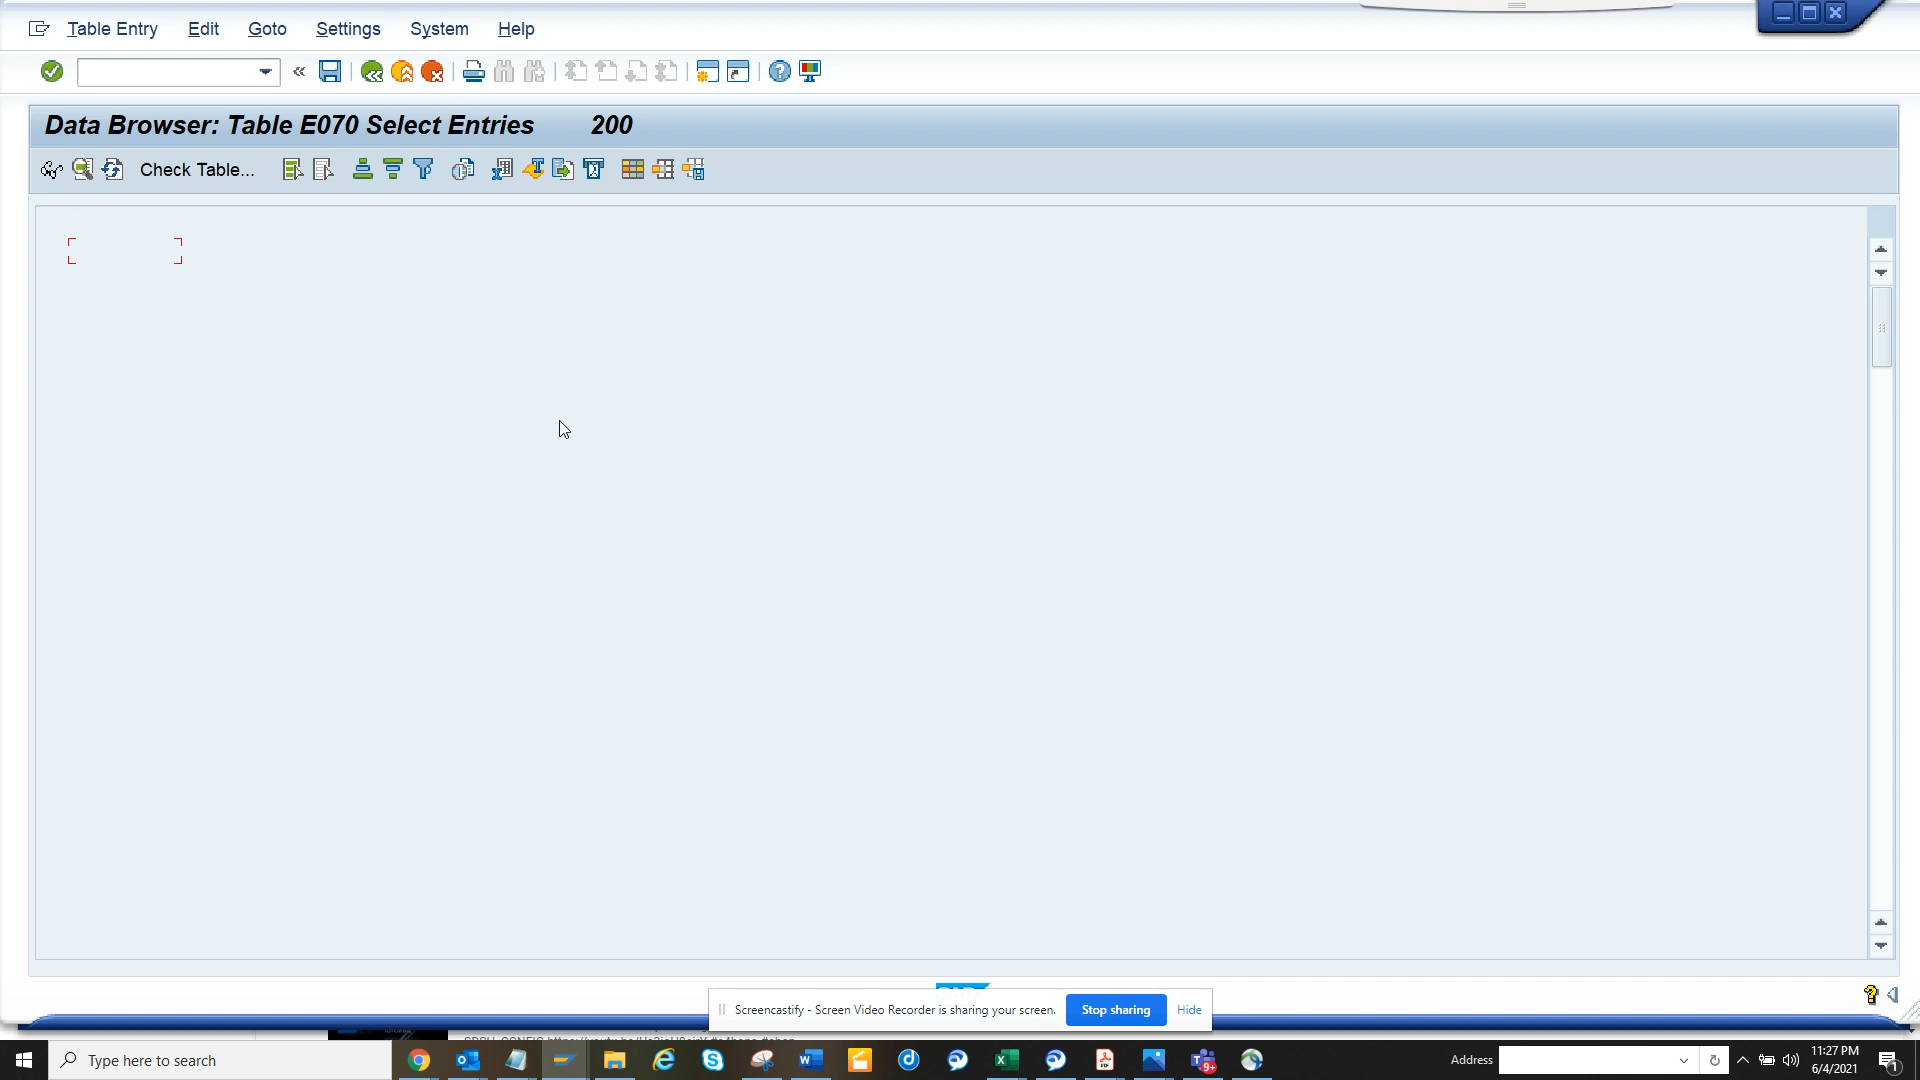 Table Entry Edit Goto Settings System Help
Data Browser: Table E070 Select Entries 200
Check Table...
Screencastify - Screen Video Recorder is sharing your screen. Stop sharing Hide
Type here to search
9+
Address
11:27 PM
6/4/2021
1